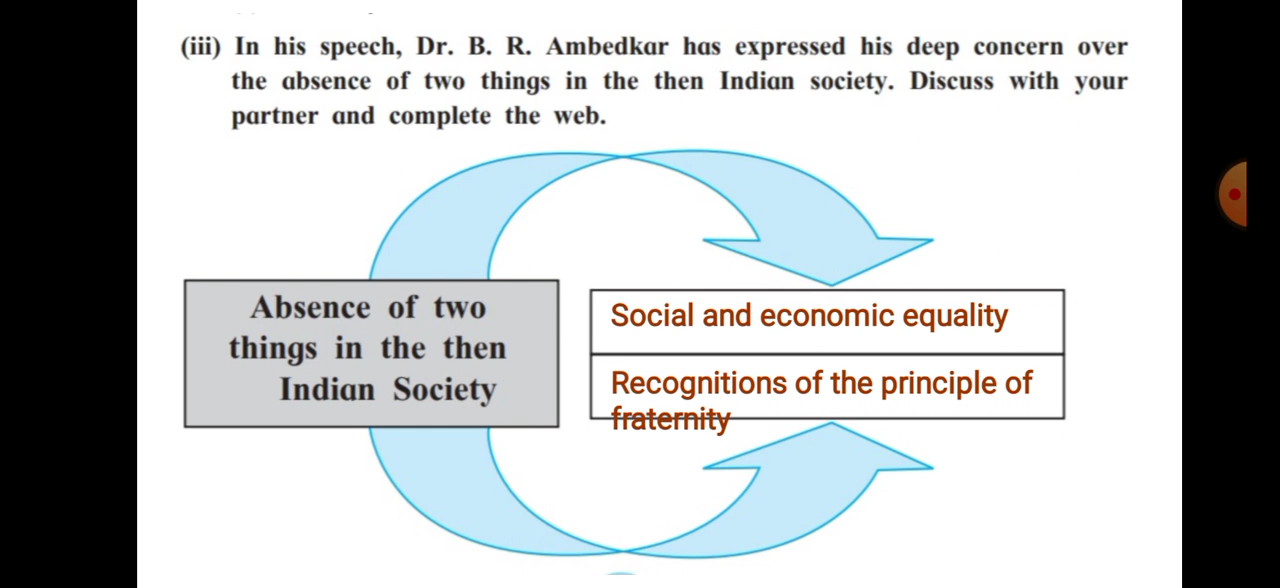 (iii) In his speech, Dr. B. R. Ambedkar has expressed his deep concern over
the absence of two things in the then Indian society. Discuss with your
partner and complete the web.
Absence of two
things in the then
Indian Society
Social and economic equality
Recognitions of the principle of
fraternity